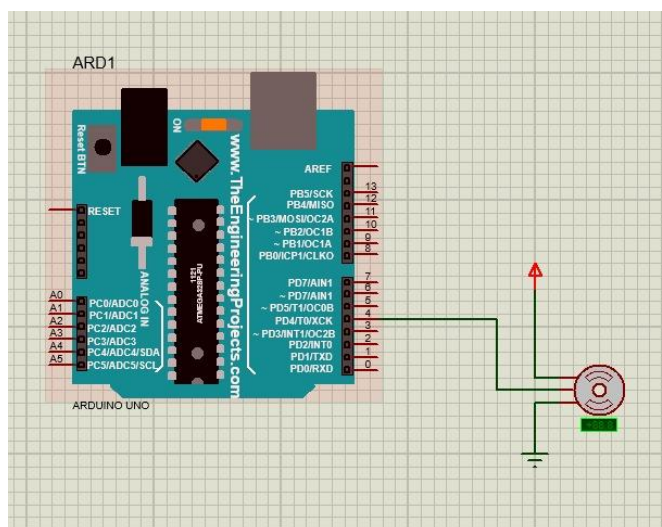 ARD1
Reset BTN
ON
www.TheEngineeringProjects.com
AREF
RESET
PB5/SCK 13
PB4/MISO 12
~ PB3/MOSI/OC2A 11
~ PB2/OC1B 10
~ PB1/OC1A 9
PB0/ICP1/CLKO 8
1121
ATMEGA328P-PU
ANALOG IN
PD7/AIN1 7
~ PD7/AIN1 6
~ PD5/T1/OC0B 5
PD4/T0/XCK 4
~ PD3/INT1/OC2B 3
PD2/INT0 2
PD1/TXD 1
PD0/RXD 0
A0 PC0/ADC0
A1 PC1/ADC1
A2 PC2/ADC2
A3 PC3/ADC3
A4 PC4/ADC4/SDA
A5 PC5/ADC5/SCL
ARDUINO UNO